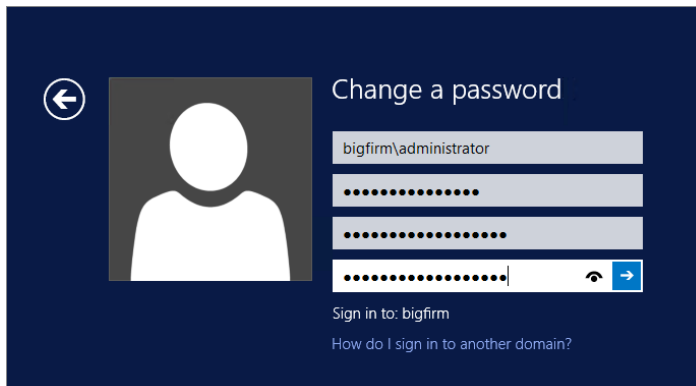 Change a password
bigfirm\administrator
●●●●●●●●●●●●●●●
●●●●●●●●●●●●●●●●●●
●●●●●●●●●●●●●●●●●●
Sign in to: bigfirm
How do I sign in to another domain?